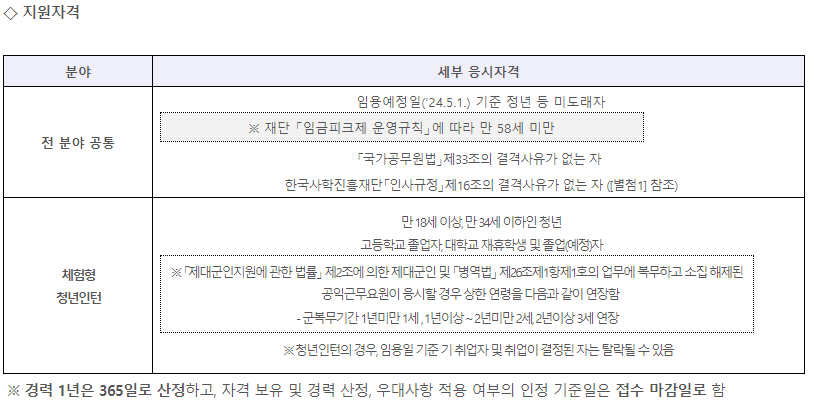 ◇ 지원자격
분야
세부 응시자격
전 분야 공통
임용예정일('24.5.1.) 기준 정년 등 미도래자
※ 재단 「임금피크제 운영규칙」에 따라 만 58세 미만
「국가공무원법」제33조의 결격사유가 없는 자
한국사학진흥재단「인사규정」제16조의 결격사유가 없는 자 ([별첨1] 참조)
체험형
청년인턴
만 18세 이상, 만 34세 이하인 청년
고등학교 졸업자, 대학교 재휴학생 및 졸업(예정)자
※「제대군인지원에 관한 법률」 제2조에 의한 제대군인 및 「병역법」 제26조제1항제1호의 업무에 복무하고 소집 해제된
공익근무요원이 응시할 경우 상한 연령을 다음과 같이 연장함
- 군복무기간 1년미만 1세, 1년이상 ~ 2년미만 2세, 2년이상 3세 연장
※ 청년인턴의 경우, 임용일 기준 기 취업자 및 취업이 결정된 자는 탈락될 수 있음
※ 경력 1년은 365일로 산정하고, 자격 보유 및 경력 산정, 우대사항 적용 여부의 인정 기준일은 접수 마감일로 함